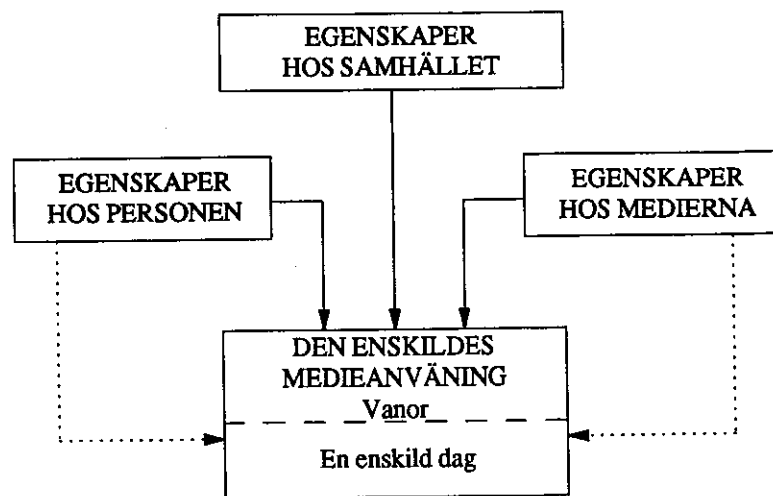 EGENSKAPER
HOS SAMHÄLLET
EGENSKAPER
HOS PERSONEN
EGENSKAPER
HOS MEDIERNA
DEN ENSKILDES
MEDIEANVÄNING
Vanor
En enskild dag